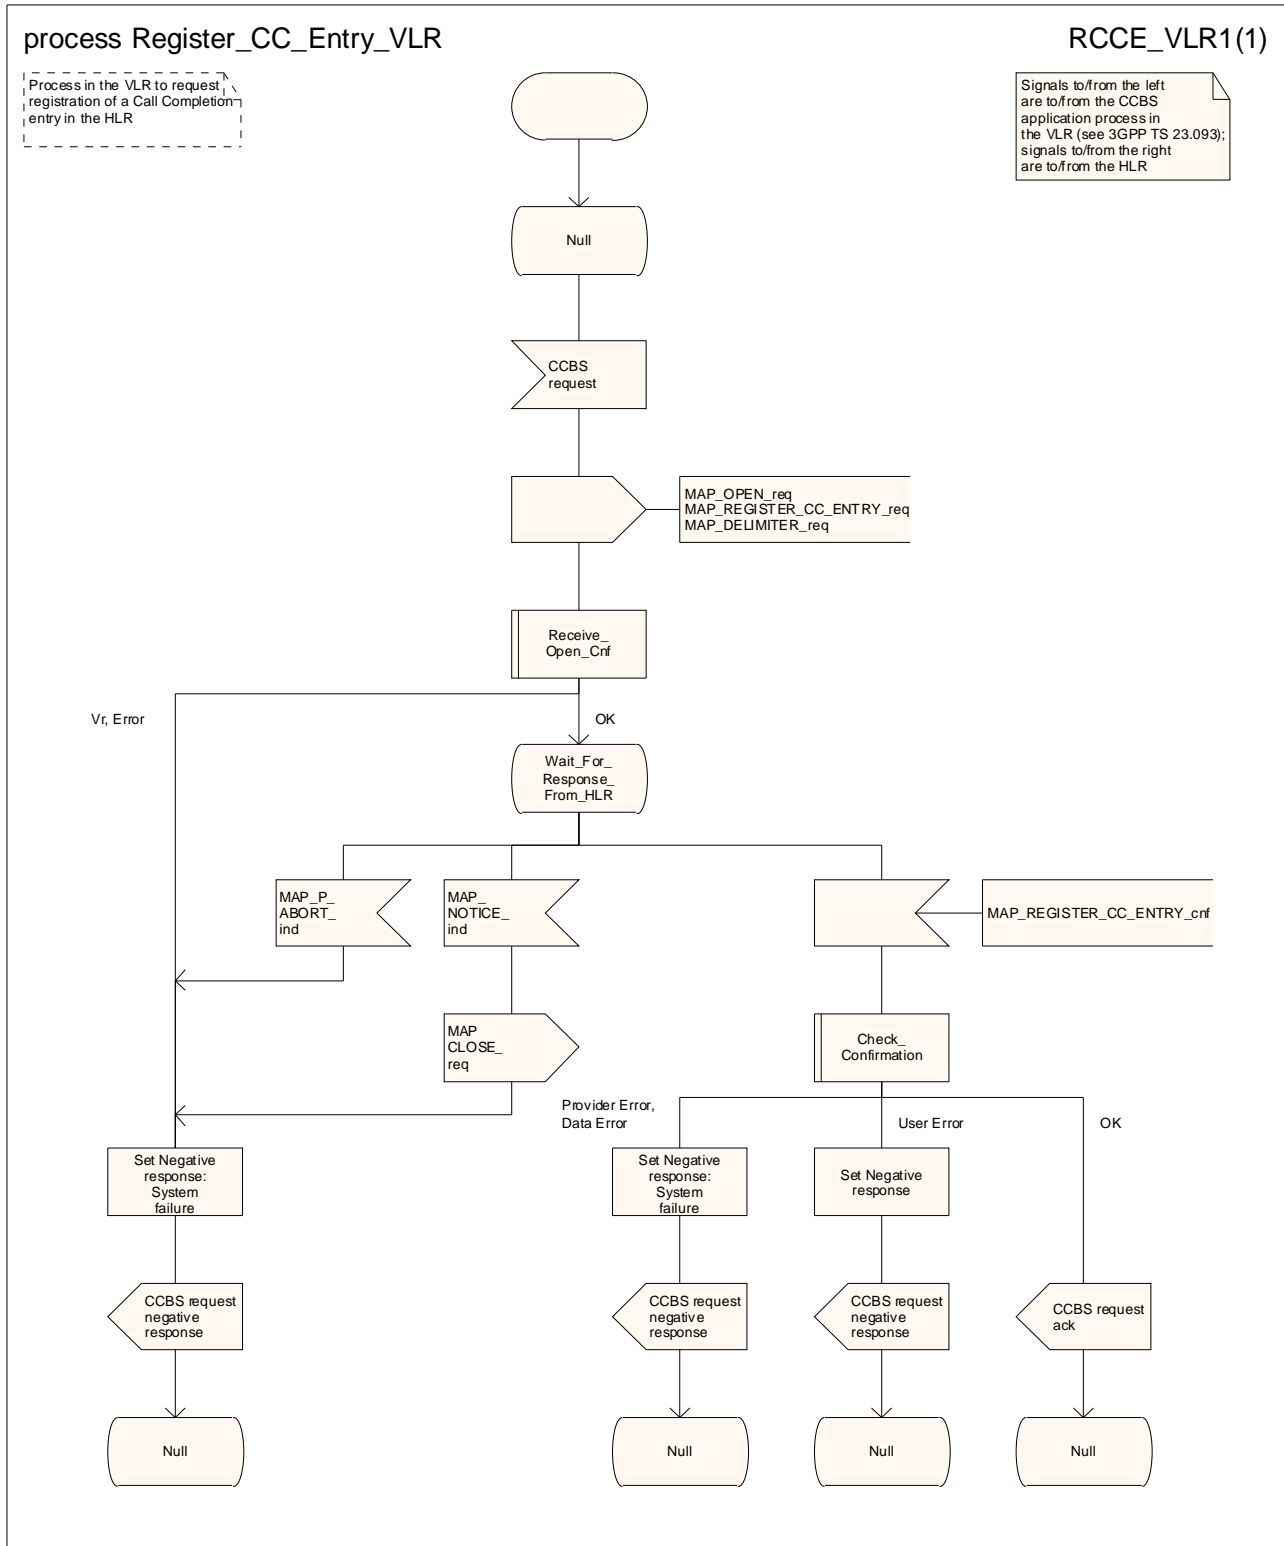 process Register_CC_Entry_VLR
RCCE_VLR1(1)
Process in the VLR to request
registration of a Call Completion
entry in the HLR
Signals to/from the left
are to/from the CCBS
application process in
the VLR (see 3GPP TS 23.093);
signals to/from the right
are to/from the HLR
Null
CCBS
request
MAP_OPEN_req
MAP_REGISTER_CC_ENTRY_req
MAP_DELIMITER_req
Receive_
Open_Cnf
Vr, Error
OK
Wait_For_
Response_
From_HLR
MAP_P_
ABORT_
ind
MAP_
NOTICE_
ind
MAP_REGISTER_CC_ENTRY_cnf
MAP
CLOSE_
req
Check_
Confirmation
Provider Error,
Data Error
User Error
OK
Set Negative
response:
System
failure
Set Negative
response:
System
failure
Set Negative
response
CCBS request
negative
response
CCBS request
negative
response
CCBS request
negative
response
CCBS request
ack
Null
Null
Null
Null